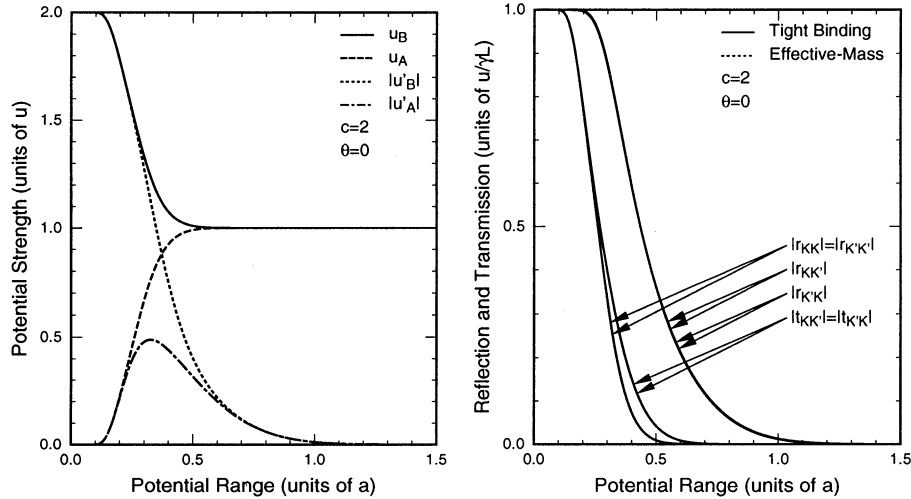 2.0
1.5
1.0
0.5
0.0
Potential Strength (units of u)
u_B
u_A
|u'_B|
|u'_A|
c=2
θ=0
0.0 0.5 1.0 1.5
Potential Range (units of a)
1.0
0.5
0.0
Reflection and Transmission (units of u/γL)
Tight Binding
Effective-Mass
c=2
θ=0
|r_KK|=|r_K'K'|
|r_KK'|
|r_K'K|
|t_KK'|=|t_K'K|
0.0 0.5 1.0 1.5
Potential Range (units of a)